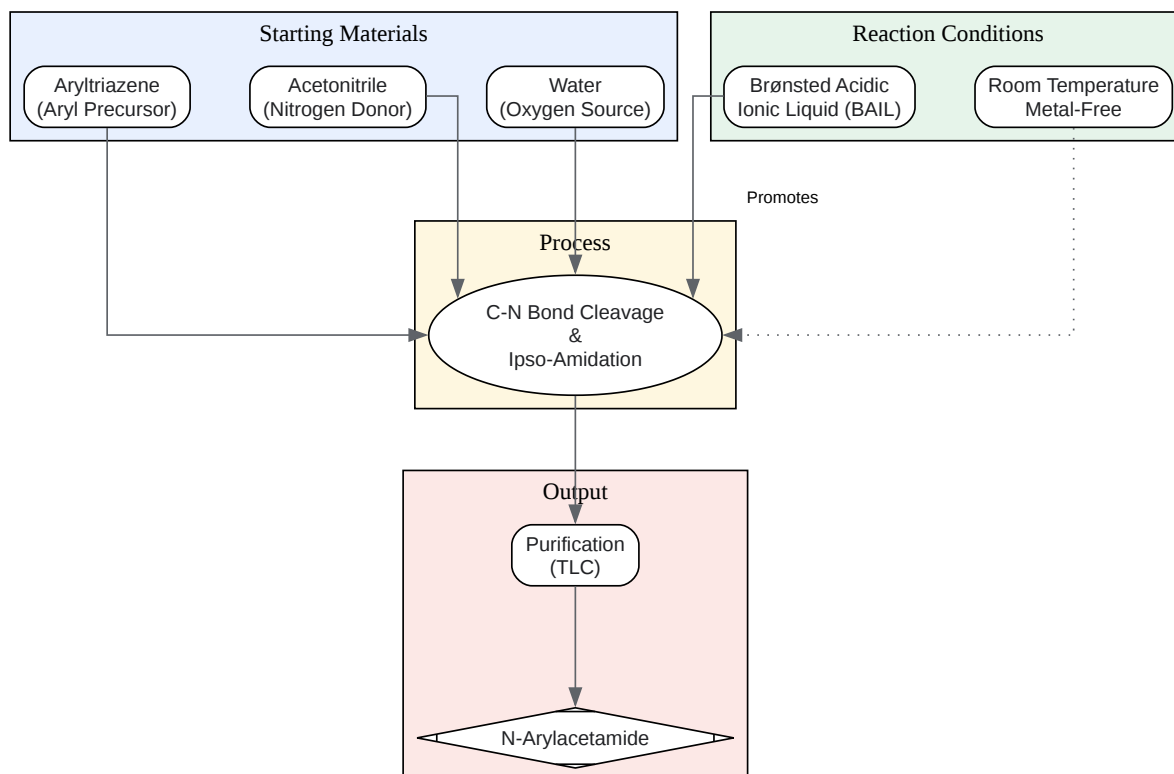 Starting Materials
Reaction Conditions
Aryltriazene
(Aryl Precursor)
Acetonitrile
(Nitrogen Donor)
Water
(Oxygen Source)
Brønsted Acidic
Ionic Liquid (BAIL)
Room Temperature
Metal-Free
Promotes
Process
C-N Bond Cleavage
&
Ipso-Amidation
Output
Purification
(TLC)
N-Arylacetamide